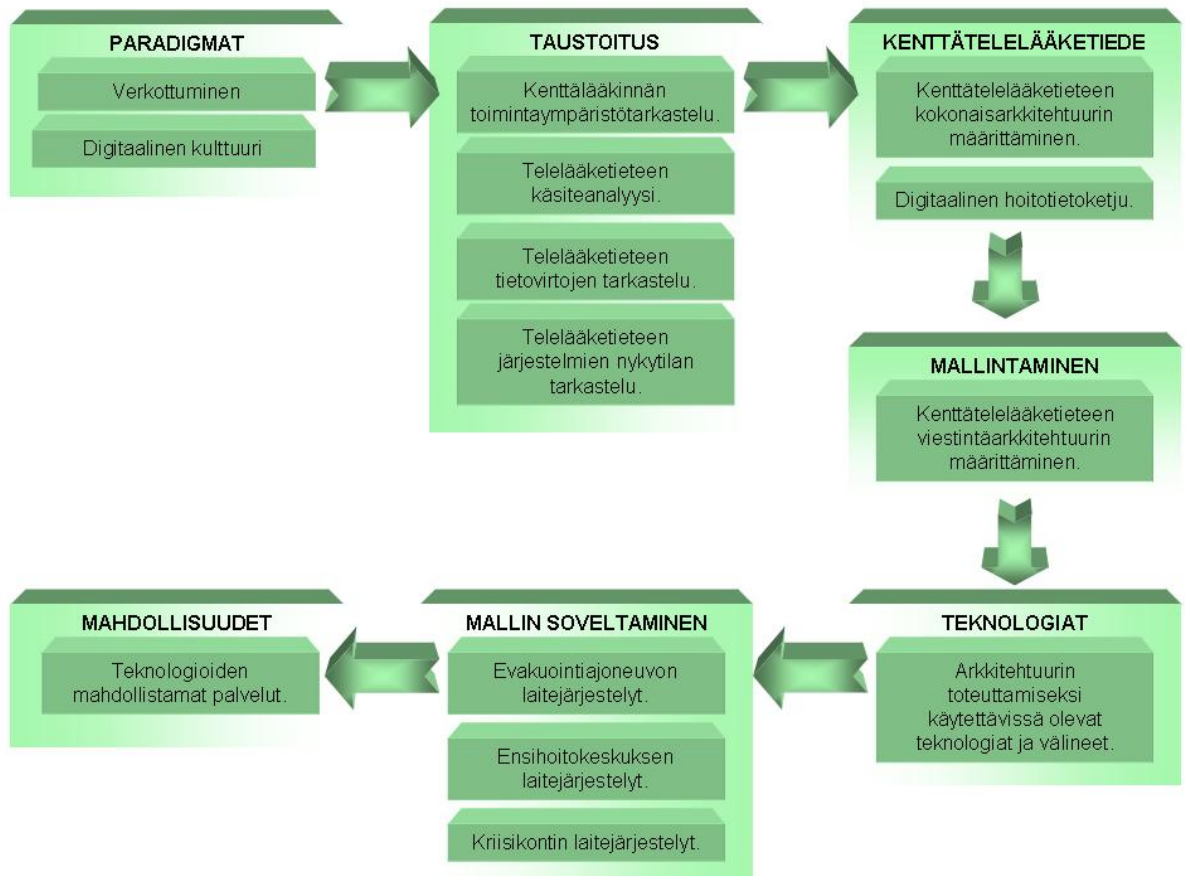 PARADIGMAT
Verkottuminen
Digitaalinen kulttuuri
TAUSTOITUS
Kenttälääkinnän
toimintaympäristötarkastelu.
Telelääketieteen
käsiteanalyysi.
Telelääketieteen
tietovirtojen tarkastelu.
Telelääketieteen
järjestelmien nykytilan
tarkastelu.
KENTTÄTELELÄÄKETIEDE
Kenttätelelääketieteen
kokonaisarkkitehtuurin
määrittäminen.
Digitaalinen hoitotietoketju.
MALLINTAMINEN
Kenttätelelääketieteen
viestintäarkkitehtuurin
määrittäminen.
TEKNOLOGIAT
Arkkitehtuurin
toteuttamiseksi
käytettävissä olevat
teknologiat ja välineet.
MALLIN SOVELTAMINEN
Evakuointiajoneuvon
laitejärjestelyt.
Ensihoitokeskuksen
laitejärjestelyt.
Kriisikontin laitejärjestelyt.
MAHDOLLISUUDET
Teknologioiden
mahdollistamat palvelut.